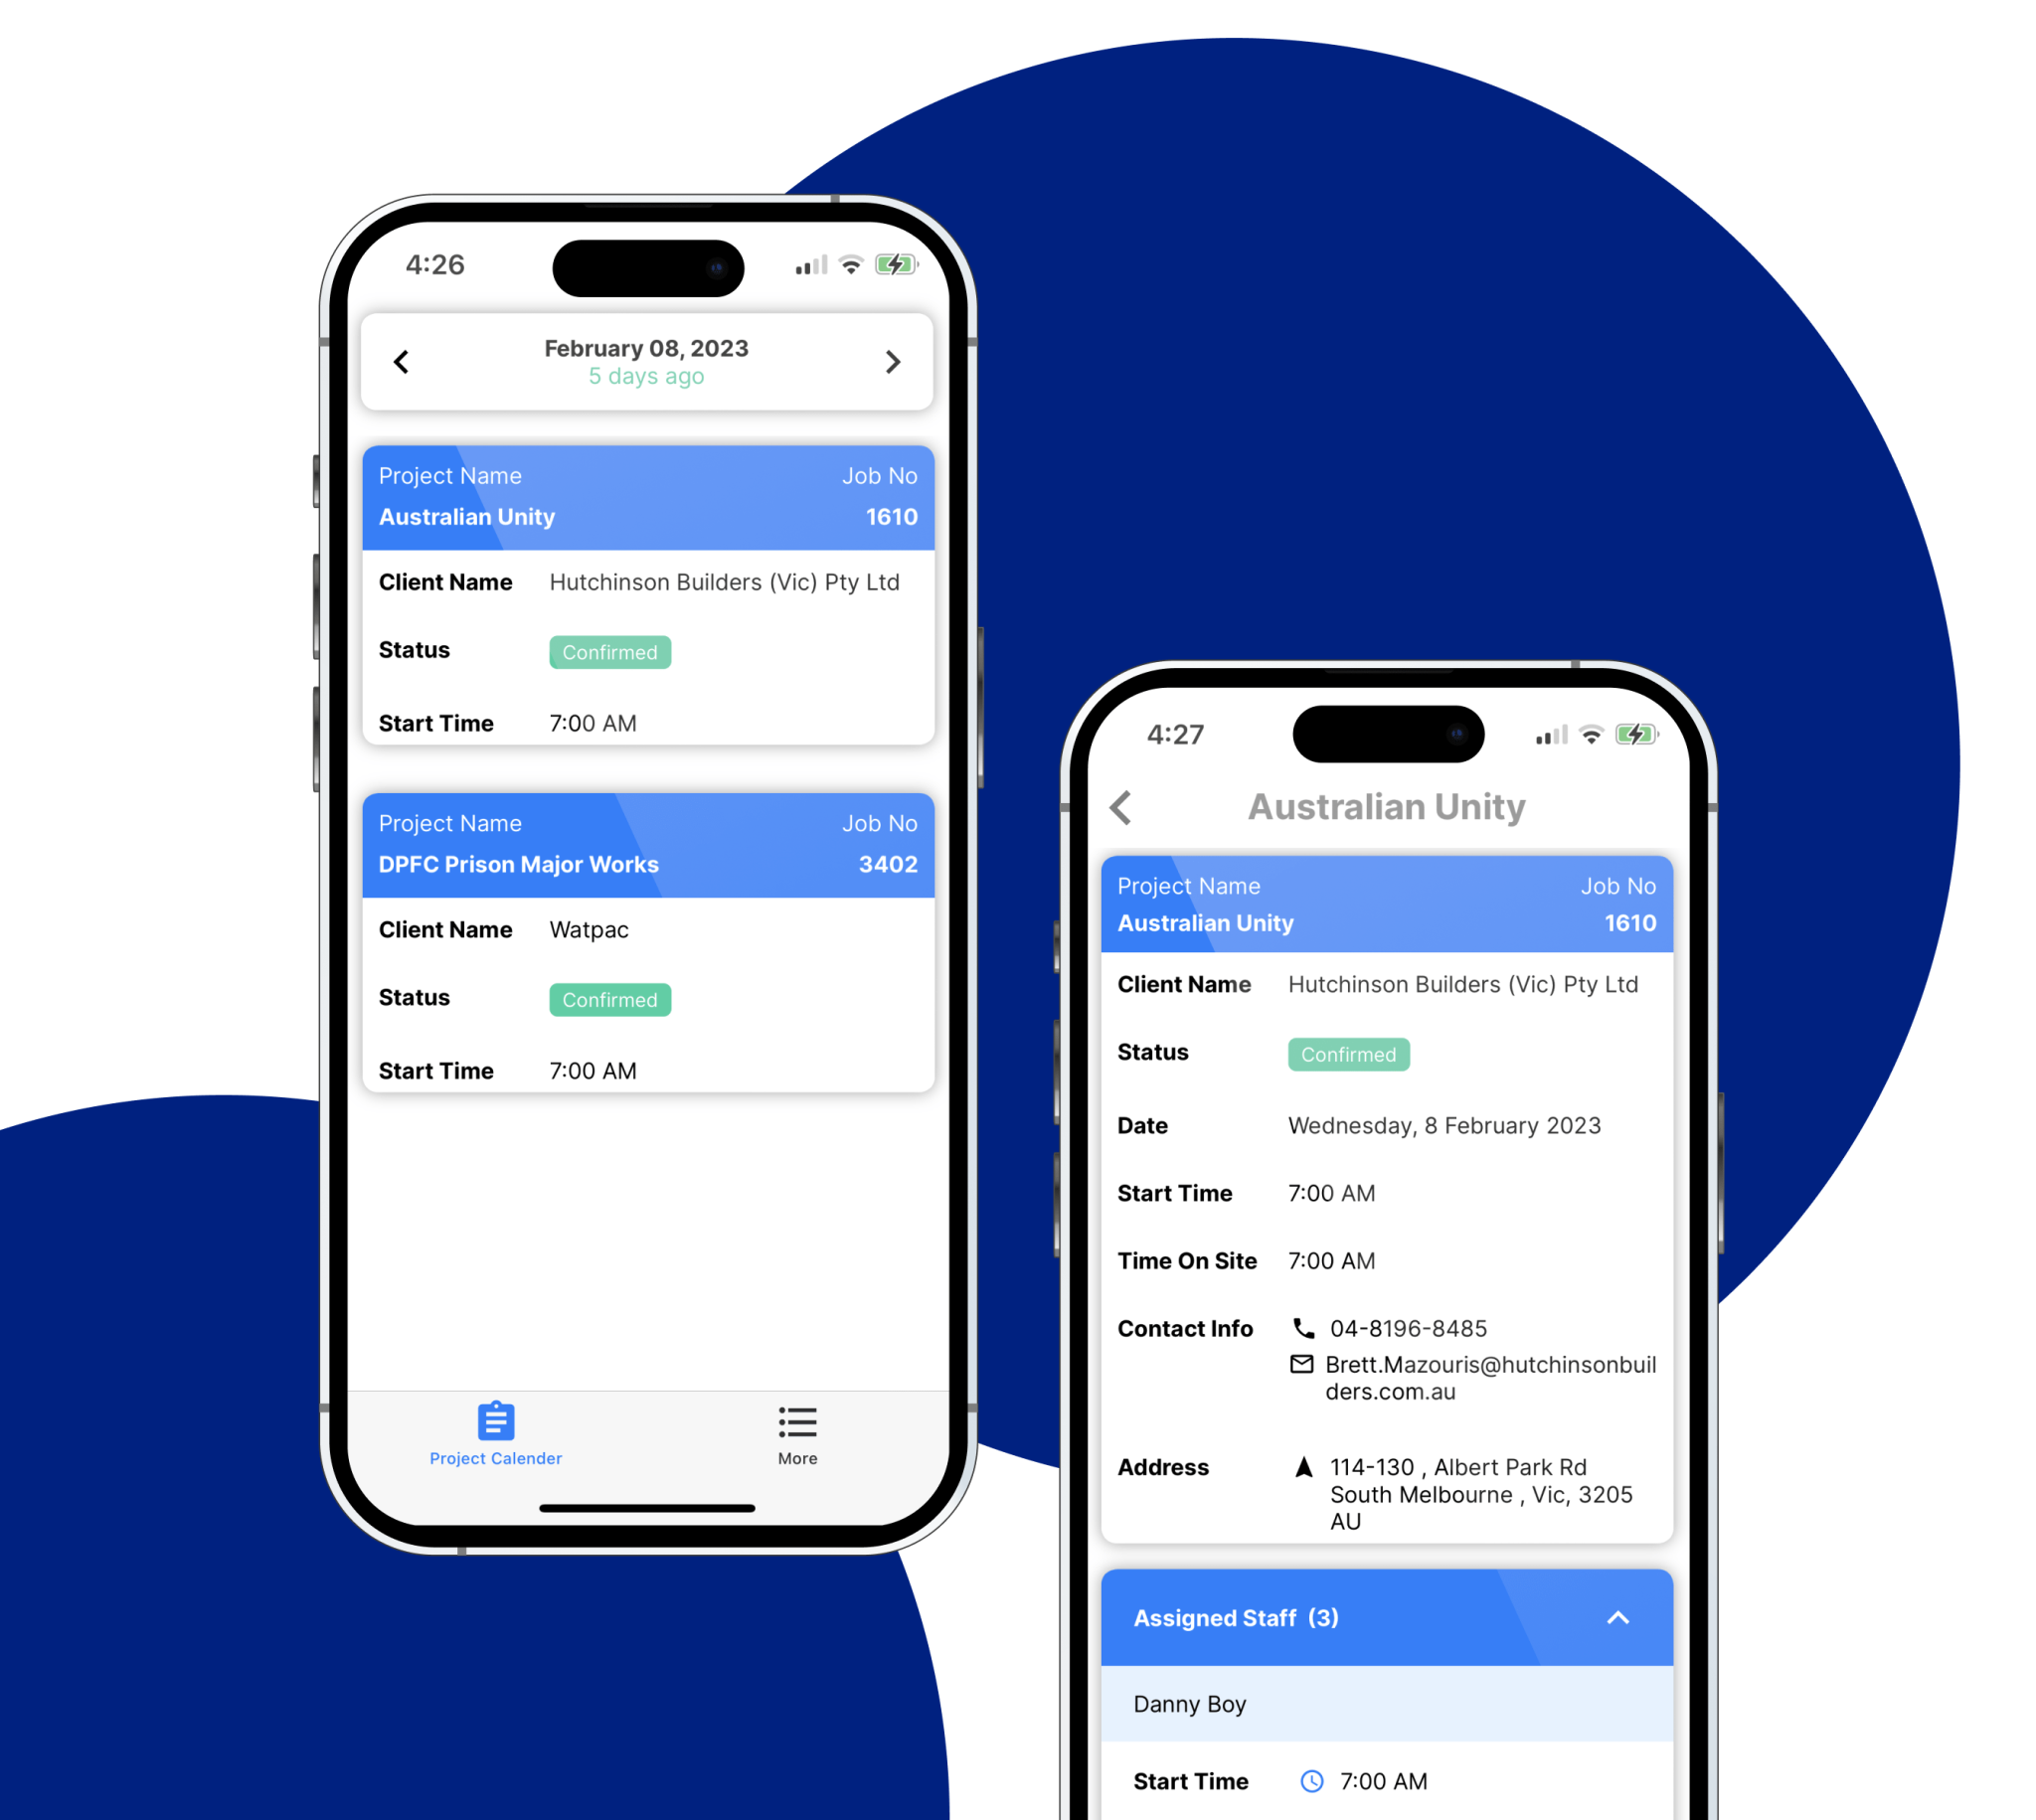 4:26
February 08, 2023
5 days ago
Project Name Job No
Australian Unity 1610
Client Name Hutchinson Builders (Vic) Pty Ltd
Status Confirmed
Start Time 7:00 AM
Project Name Job No
DPFC Prison Major Works 3402
Client Name Watpac
Status Confirmed
Start Time 7:00 AM
Project Calender More
4:27
Australian Unity
Project Name Job No
Australian Unity 1610
Client Name Hutchinson Builders (Vic) Pty Ltd
Status Confirmed
Date Wednesday, 8 February 2023
Start Time 7:00 AM
Time On Site 7:00 AM
Contact Info 04-8196-8485
Brett.Mazouris@hutchinsonbuil
ders.com.au
Address 114-130 , Albert Park Rd
South Melbourne , Vic, 3205
AU
Assigned Staff (3)
Danny Boy
Start Time 7:00 AM